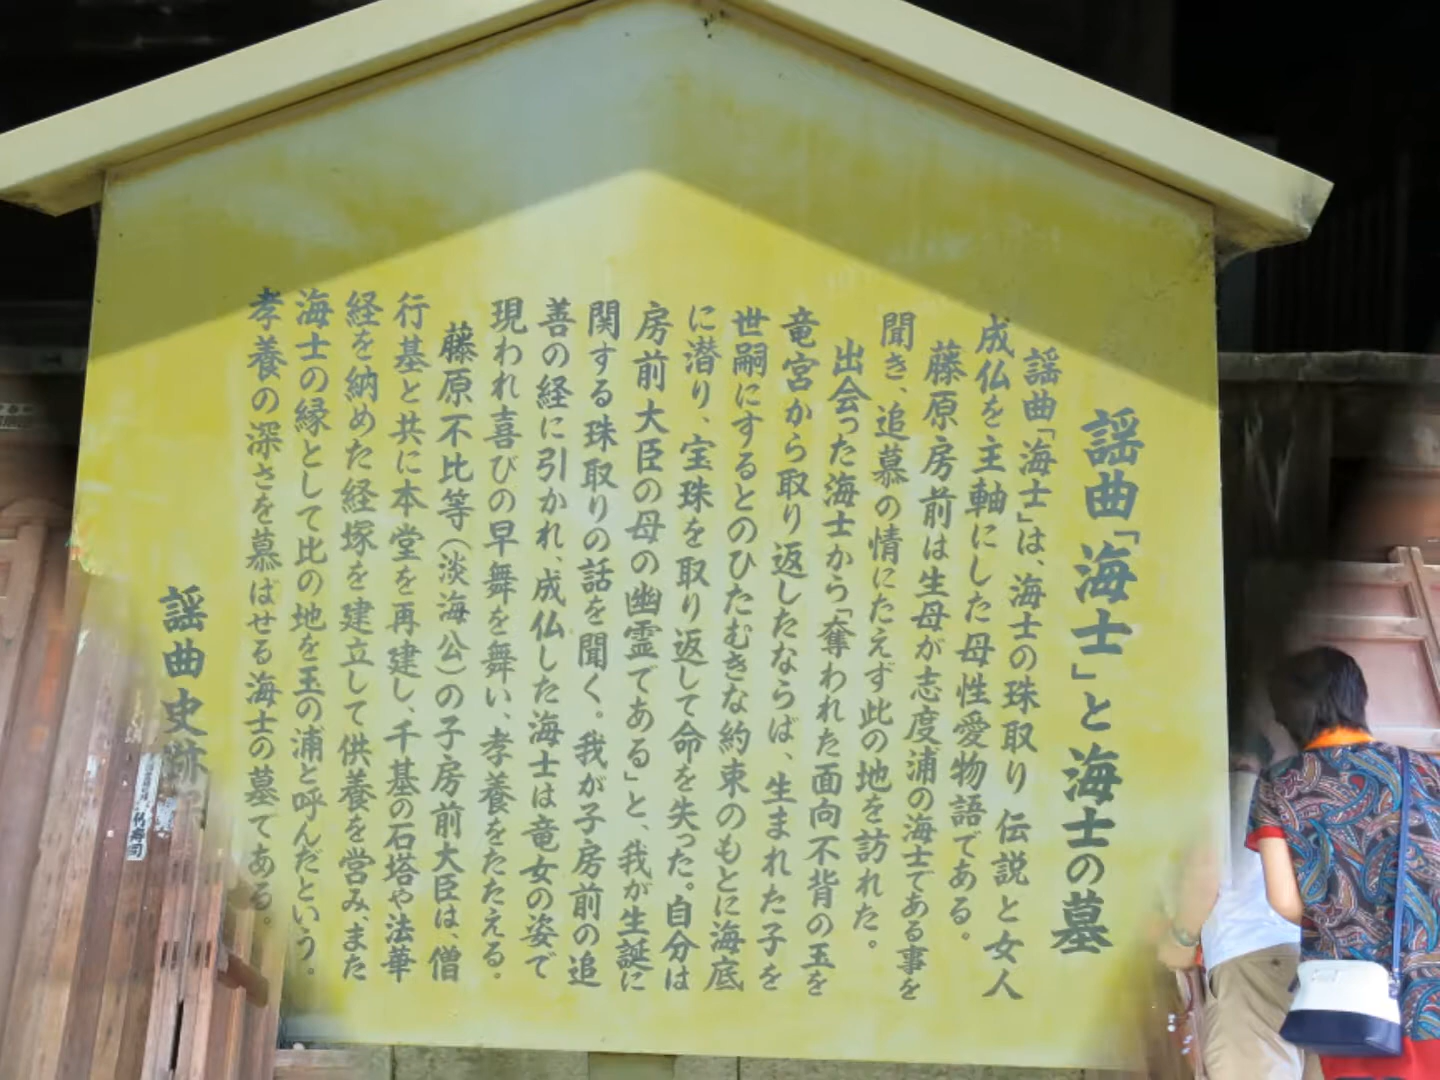 謡曲「海士」と海士の墓
謡曲「海士」は、海士の珠取り伝説と女人
成仏を主軸にした母性愛物語である。
藤原房前は生母が志度浦の海士である事を
聞き、追慕の情にたえず此の地を訪れた。
出会った海士から「奪われた面向不背の玉を
竜宮から取り返したならば、生まれた子を
世嗣にするとのひたむきな約束のもとに海底
に潜り、宝珠を取り返して命を失った。自分は
房前大臣の母の幽霊である」と、我が生誕に
関する珠取りの話を聞く。我が子房前の追
善の経に引かれ、成仏した海士は竜女の姿で
現われ喜びの早舞を舞い、孝養をたたえる。
藤原不比等(淡海公)の子房前大臣は、僧
行基と共に本堂を再建し、千基の石塔や法華
経を納めた経塚を建立して供養を営み、また
海士の縁として比の地を玉の浦と呼んだという。
孝養の深さを慕ばせる海士の墓である。
謡曲史跡